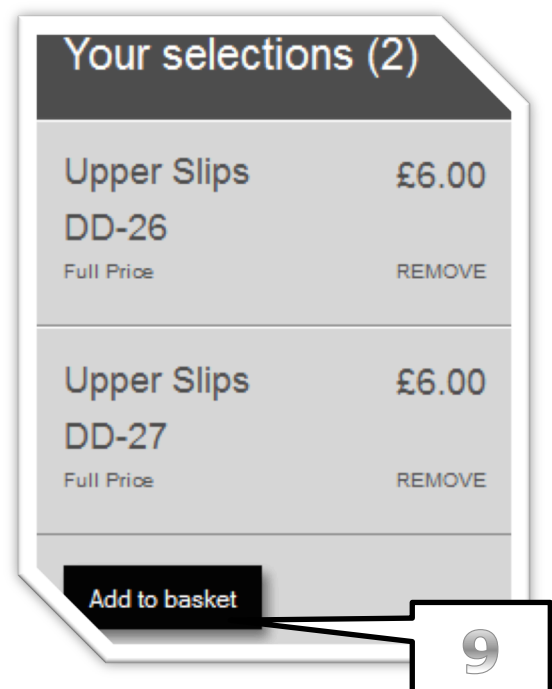 Your selections (2)
Upper Slips £6.00
DD-26
Full Price REMOVE
Upper Slips £6.00
DD-27
Full Price REMOVE
Add to basket
9